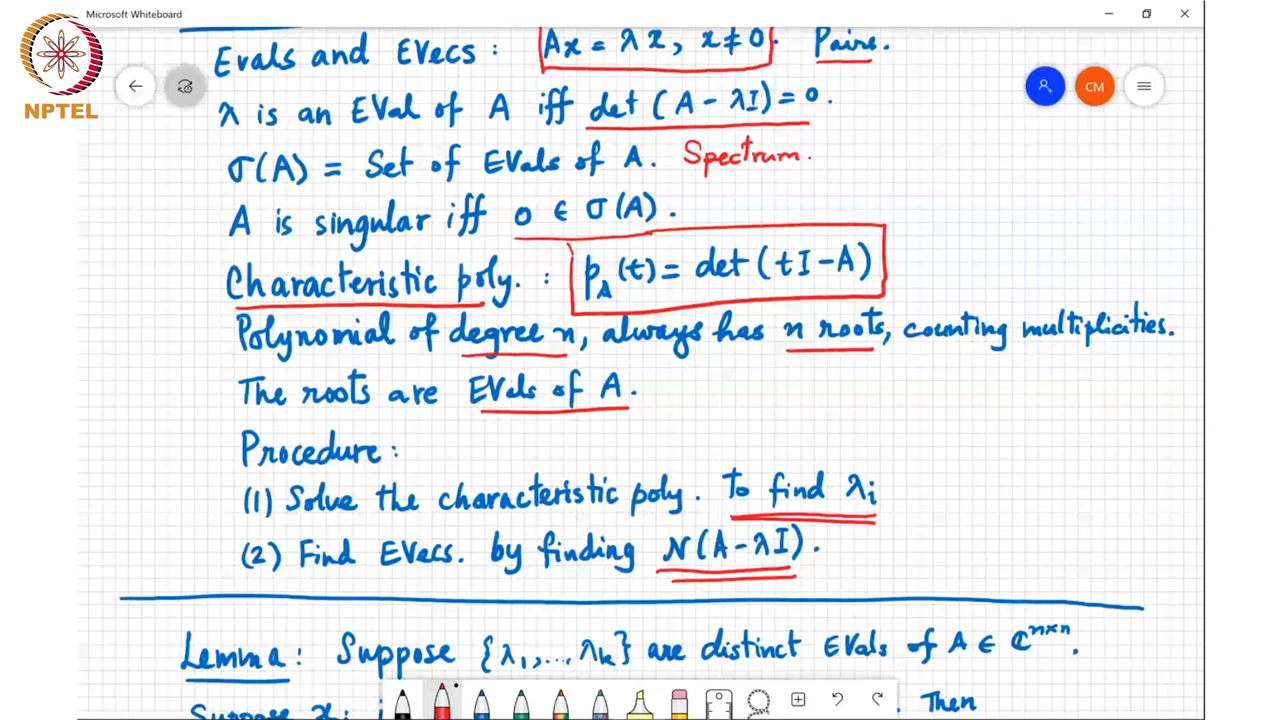 Microsoft Whiteboard
NPTEL
CM
Evals and EVecs : Ax = λx, x ≠ 0. Pairs.
λ is an EVal of A iff det (A - λI) = 0.
σ(A) = Set of EVals of A. Spectrum.
A is singular iff 0 ∈ σ(A).
Characteristic poly. : p_A(t) = det (tI - A)
Polynomial of degree n, always has n roots, counting multiplicities.
The roots are EVals of A.
Procedure:
(1) Solve the characteristic poly. To find λi
(2) Find EVecs. by finding N(A - λI).
Lemma: Suppose {λ1,...λk} are distinct EVals of A ∈ ℂ^n×n.
Suppose Then